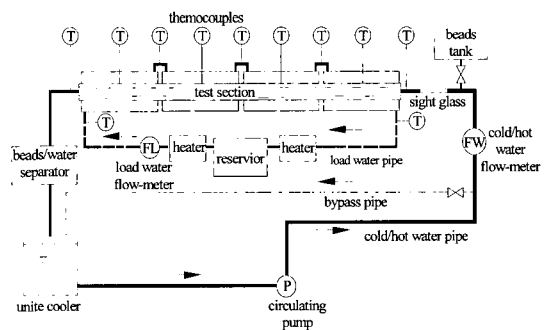 themocouples
T T T T T T T T T
beads
tank
test section
sight glass
T T
beads/water
separator
FL
heater
reservior
heater
load water pipe
load water
flow-meter
FW
cold/hot
water
flow-meter
bypass pipe
cold/hot water pipe
unite cooler
P
circulating
pump